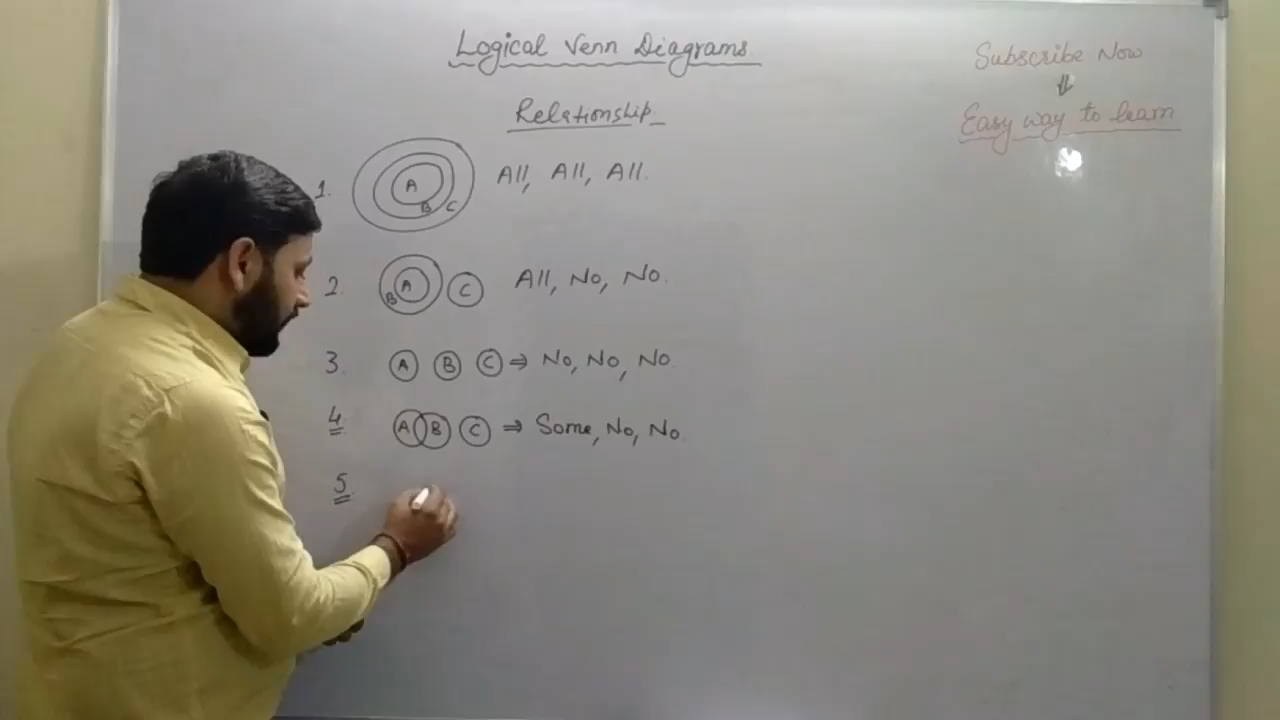 Logical Venn Diagrams
Subscribe Now
⇓
Easy way to learn
Relationship
1. A B C All, All, All.
2. B A C All, No, No.
3. A B C ⇒ No, No, No.
4. A B C ⇒ Some, No, No.
5.